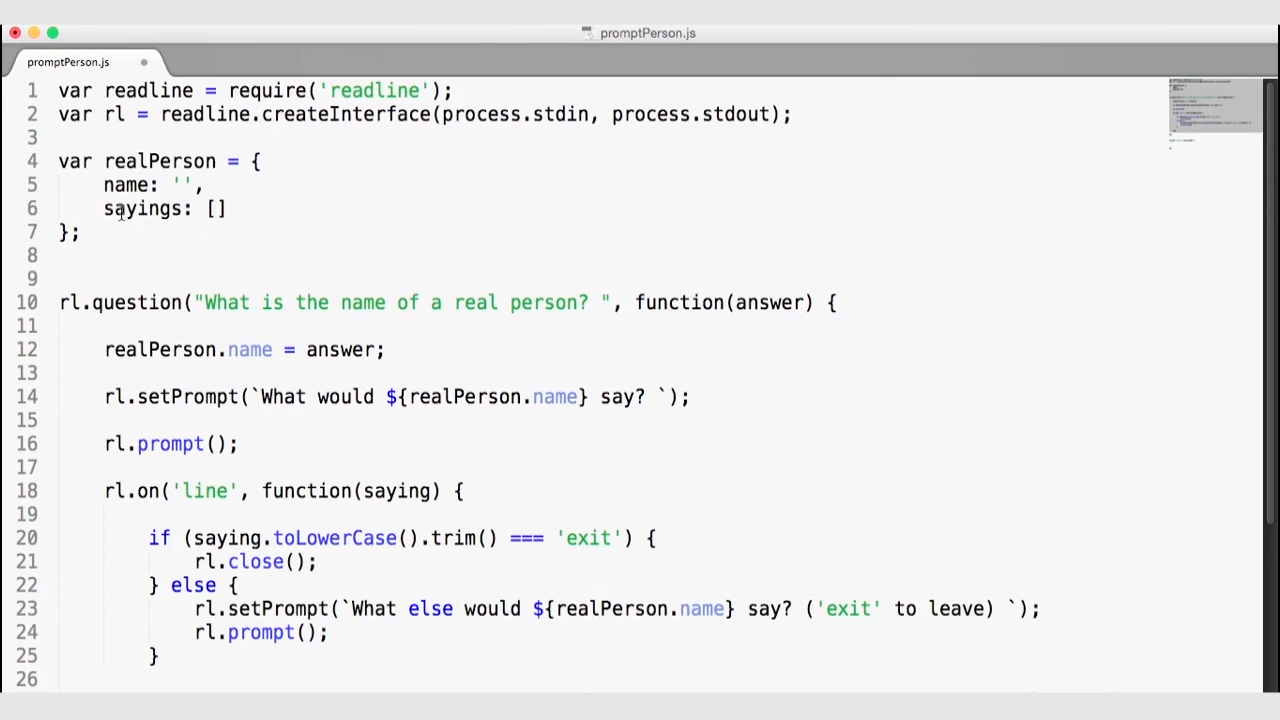 promptPerson.js
promptPerson.js
1 var readline = require('readline');
2 var rl = readline.createInterface(process.stdin, process.stdout);
3
4 var realPerson = {
5 name: '',
6 sayings: []
7 };
8
9
10 rl.question("What is the name of a real person? ", function(answer) {
11
12 realPerson.name = answer;
13
14 rl.setPrompt(`What would ${realPerson.name} say? `);
15
16 rl.prompt();
17
18 rl.on('line', function(saying) {
19
20 if (saying.toLowerCase().trim() === 'exit') {
21 rl.close();
22 } else {
23 rl.setPrompt(`What else would ${realPerson.name} say? ('exit' to leave) `);
24 rl.prompt();
25 }
26